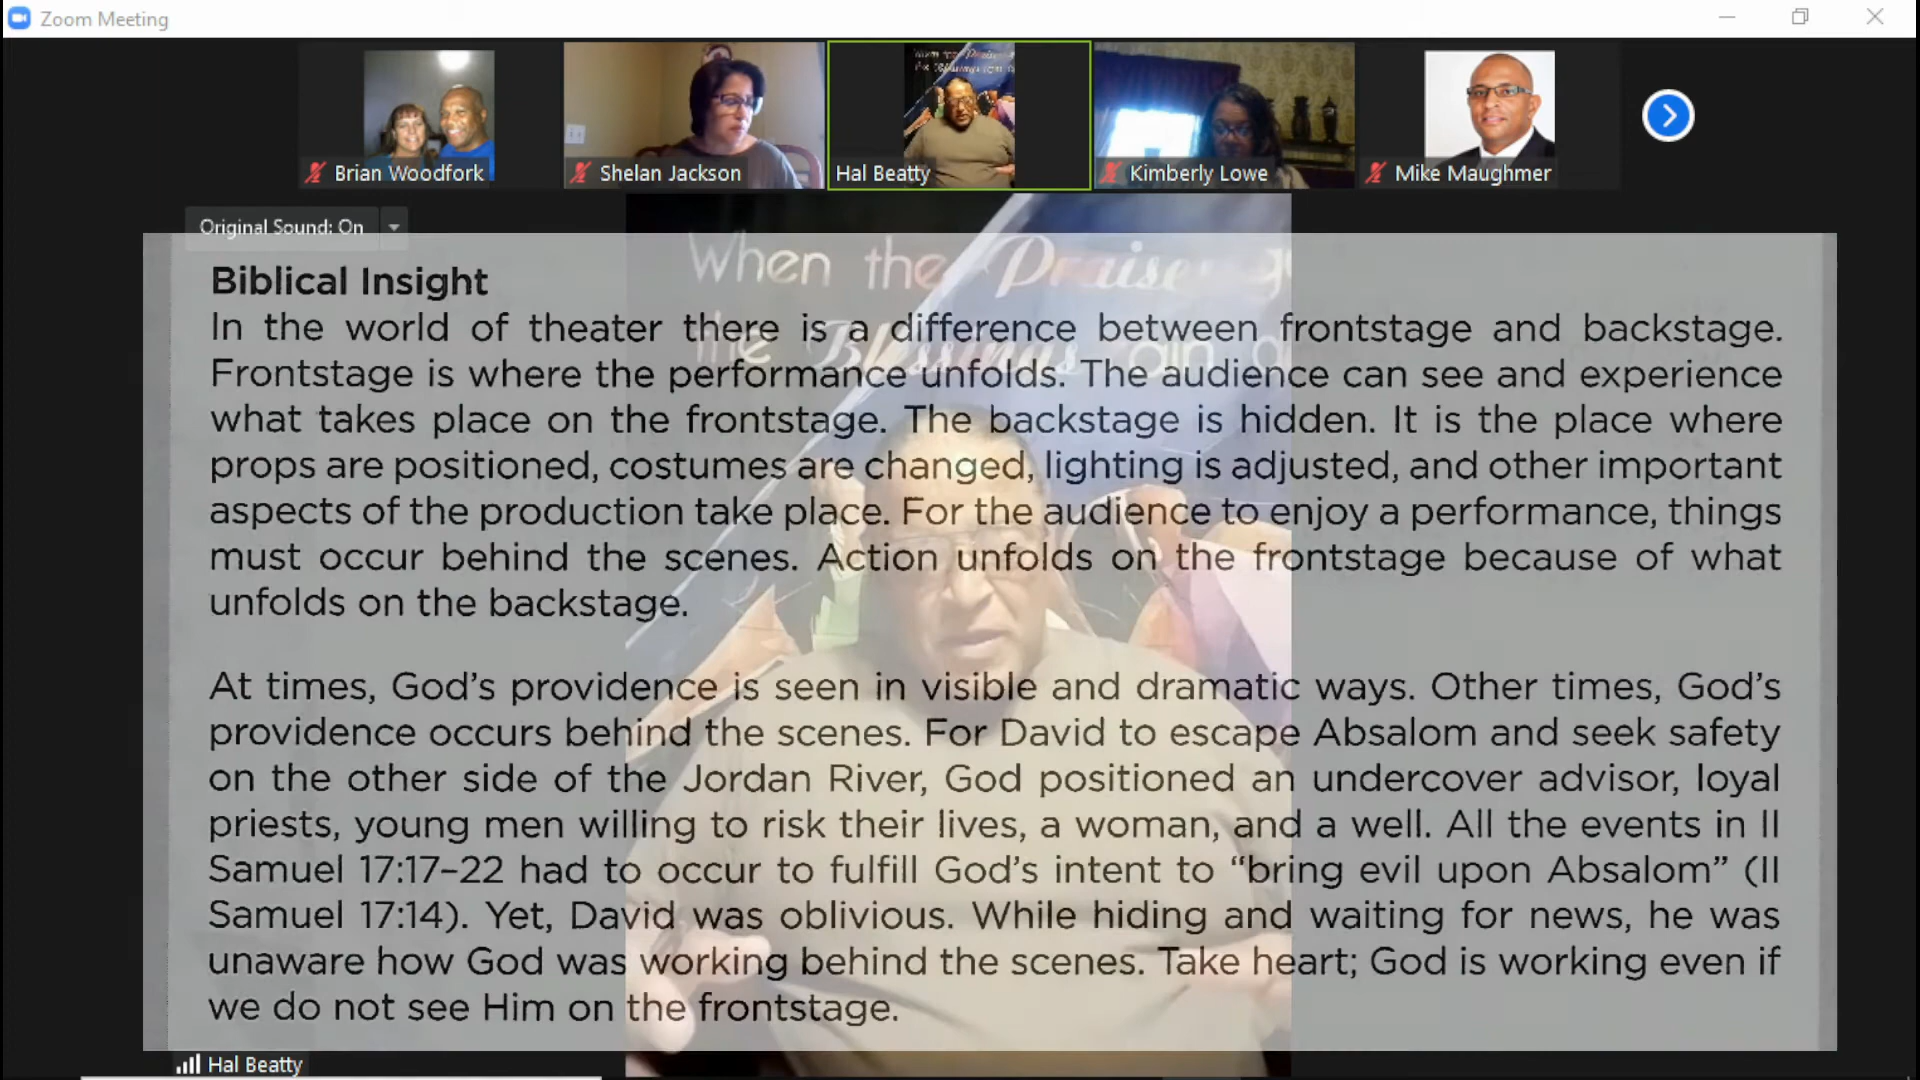 Zoom Meeting
Brian Woodfork
Shelan Jackson
Hal Beatty
Kimberly Lowe
Mike Maughmer
Original Sound: On
When the Praises
the Blessings
Biblical Insight
In the world of theater there is a difference between frontstage and backstage.
Frontstage is where the performance unfolds. The audience can see and experience
what takes place on the frontstage. The backstage is hidden. It is the place where
props are positioned, costumes are changed, lighting is adjusted, and other important
aspects of the production take place. For the audience to enjoy a performance, things
must occur behind the scenes. Action unfolds on the frontstage because of what
unfolds on the backstage.
At times, God's providence is seen in visible and dramatic ways. Other times, God's
providence occurs behind the scenes. For David to escape Absalom and seek safety
on the other side of the Jordan River, God positioned an undercover advisor, loyal
priests, young men willing to risk their lives, a woman, and a well. All the events in II
Samuel 17:17–22 had to occur to fulfill God's intent to “bring evil upon Absalom” (II
Samuel 17:14). Yet, David was oblivious. While hiding and waiting for news, he was
unaware how God was working behind the scenes. Take heart; God is working even if
we do not see Him on the frontstage.
Hal Beatty